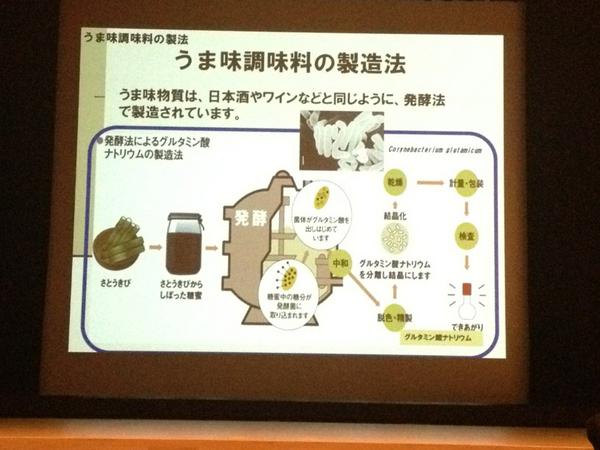 うま味調味料の製法
うま味調味料の製造法
うま味物質は、日本酒やワインなどと同じように、発酵法
で製造されています。
●発酵法によるグルタミン酸
ナトリウムの製造法
Corynebacterium glutamicum
さとうきび
さとうきびから
しぼった糖蜜
発酵
菌体がグルタミン酸を
出しはじめて
います
糖蜜中の糖分が
発酵菌に
取り込まれます
中和
脱色・精製
グルタミン酸ナトリウム
を分離し結晶にします
結晶化
乾燥
計量・包装
検査
できあがり
グルタミン酸ナトリウム